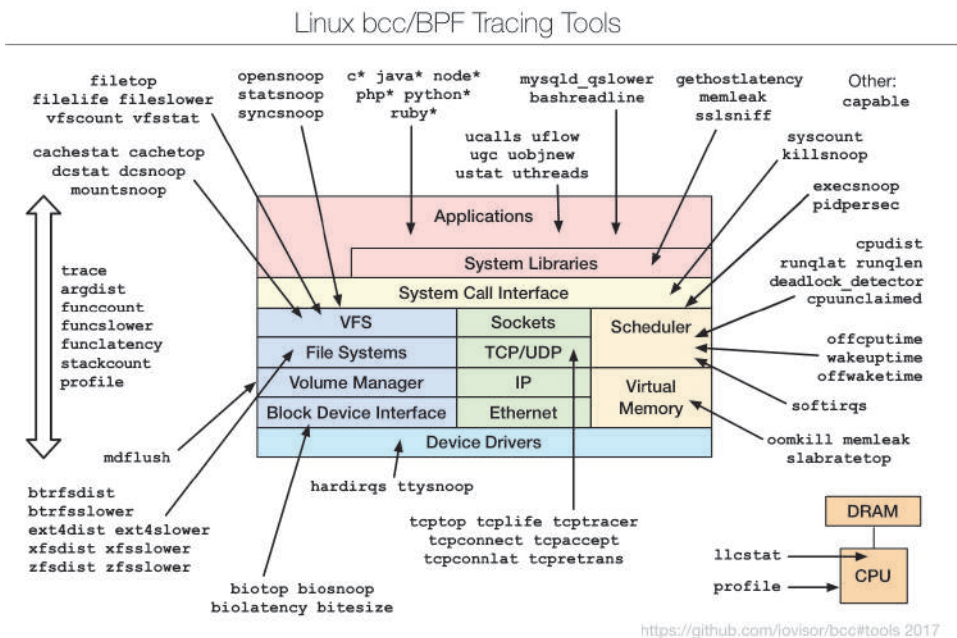 Linux bcc/BPF Tracing Tools
filetop
filelife fileslower
vfscount vfsstat
opensnoop
statsnoop
syncsnoop
c* java* node*
php* python*
ruby*
mysqld_qslower
bashreadline
gethostlatency
memleak
sslsniff
Other:
capable
cachestat cachetop
dcstat dcsnoop
mountsnoop
ucalls uflow
ugc uobjnew
ustat uthreads
syscount
killsnoop
execsnoop
pidpersec
Applications
System Libraries
System Call Interface
trace
argdist
funccount
funcslower
funclatency
stackcount
profile
VFS
File Systems
Volume Manager
Block Device Interface
Sockets
TCP/UDP
IP
Ethernet
Scheduler
Virtual
Memory
Device Drivers
cpudist
runqlat runqlen
deadlock_detector
cpuunclaimed
offcputime
wakeuptime
offwaketime
softirqs
oomkill memleak
slabratetop
mdflush
hardirqs ttysnoop
btrfsdist
btrfsslower
ext4dist ext4slower
xfsdist xfsslower
zfsdist zfsslower
biotop biosnoop
biolatency bitesize
tcptop tcplife tcptracer
tcpconnect tcpaccept
tcpconnlat tcpretrans
DRAM
llcstat
CPU
profile
https://github.com/iovisor/bcc#tools 2017